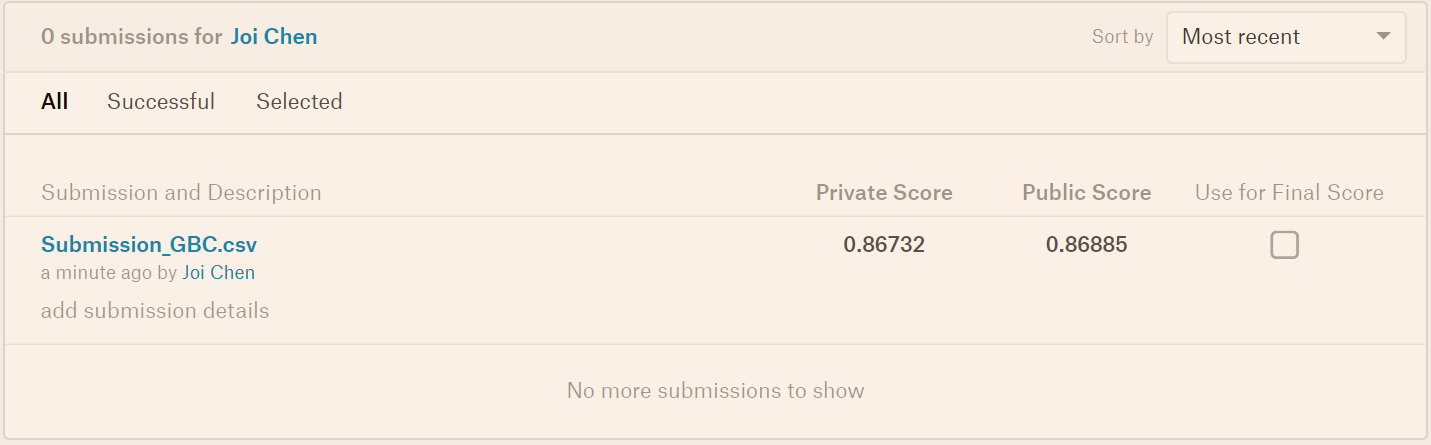 0 submissions for Joi Chen Sort by Most recent
All Successful Selected
Submission and Description Private Score Public Score Use for Final Score
Submission_GBC.csv 0.86732 0.86885
a minute ago by Joi Chen
add submission details
No more submissions to show